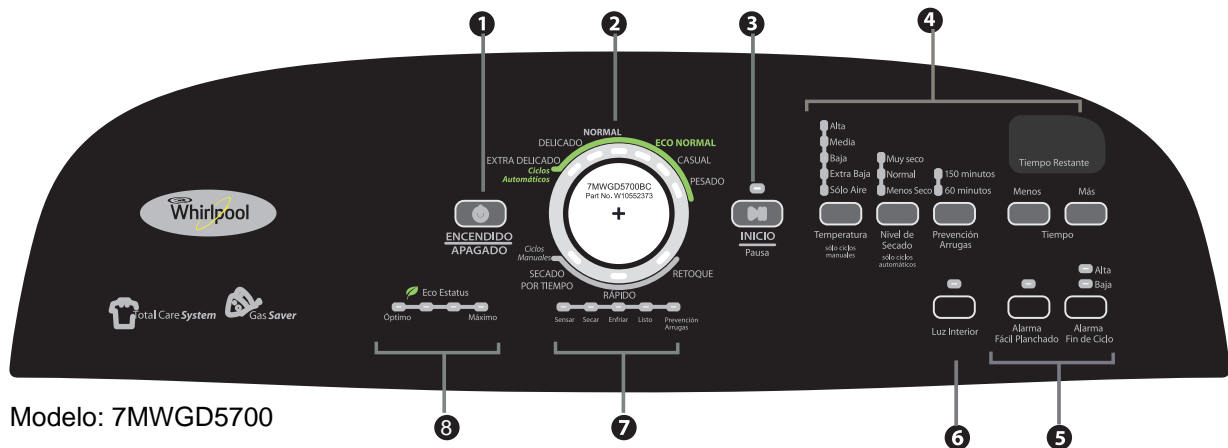 1
2
3
4
NORMAL
DELICADO
ECO NORMAL
EXTRA DELICADO
CASUAL
Ciclos
Automáticos
PESADO
7MWGD5700BC
Part No. W10552373
+
Alta
Media
Baja
Extra Baja
Sólo Aire
Muy seco
Normal
Menos Seco
150 minutos
60 minutos
Tiempo Restante
Menos
Más
Whirlpool
ENCENDIDO
APAGADO
INICIO
Pausa
Temperatura
sólo ciclos
manuales
Nivel de
Secado
sólo ciclos
automáticos
Prevención
Arrugas
Tiempo
Ciclos
Manuales
SECADO
POR TIEMPO
RÁPIDO
RETOQUE
Alta
Baja
Total Care System
Gas Saver
Eco Estatus
Óptimo
Máximo
Sensar
Secar
Enfriar
Listo
Prevención
Arrugas
Luz Interior
Alarma
Fácil Planchado
Alarma
Fin de Ciclo
Modelo: 7MWGD5700
8
7
6
5